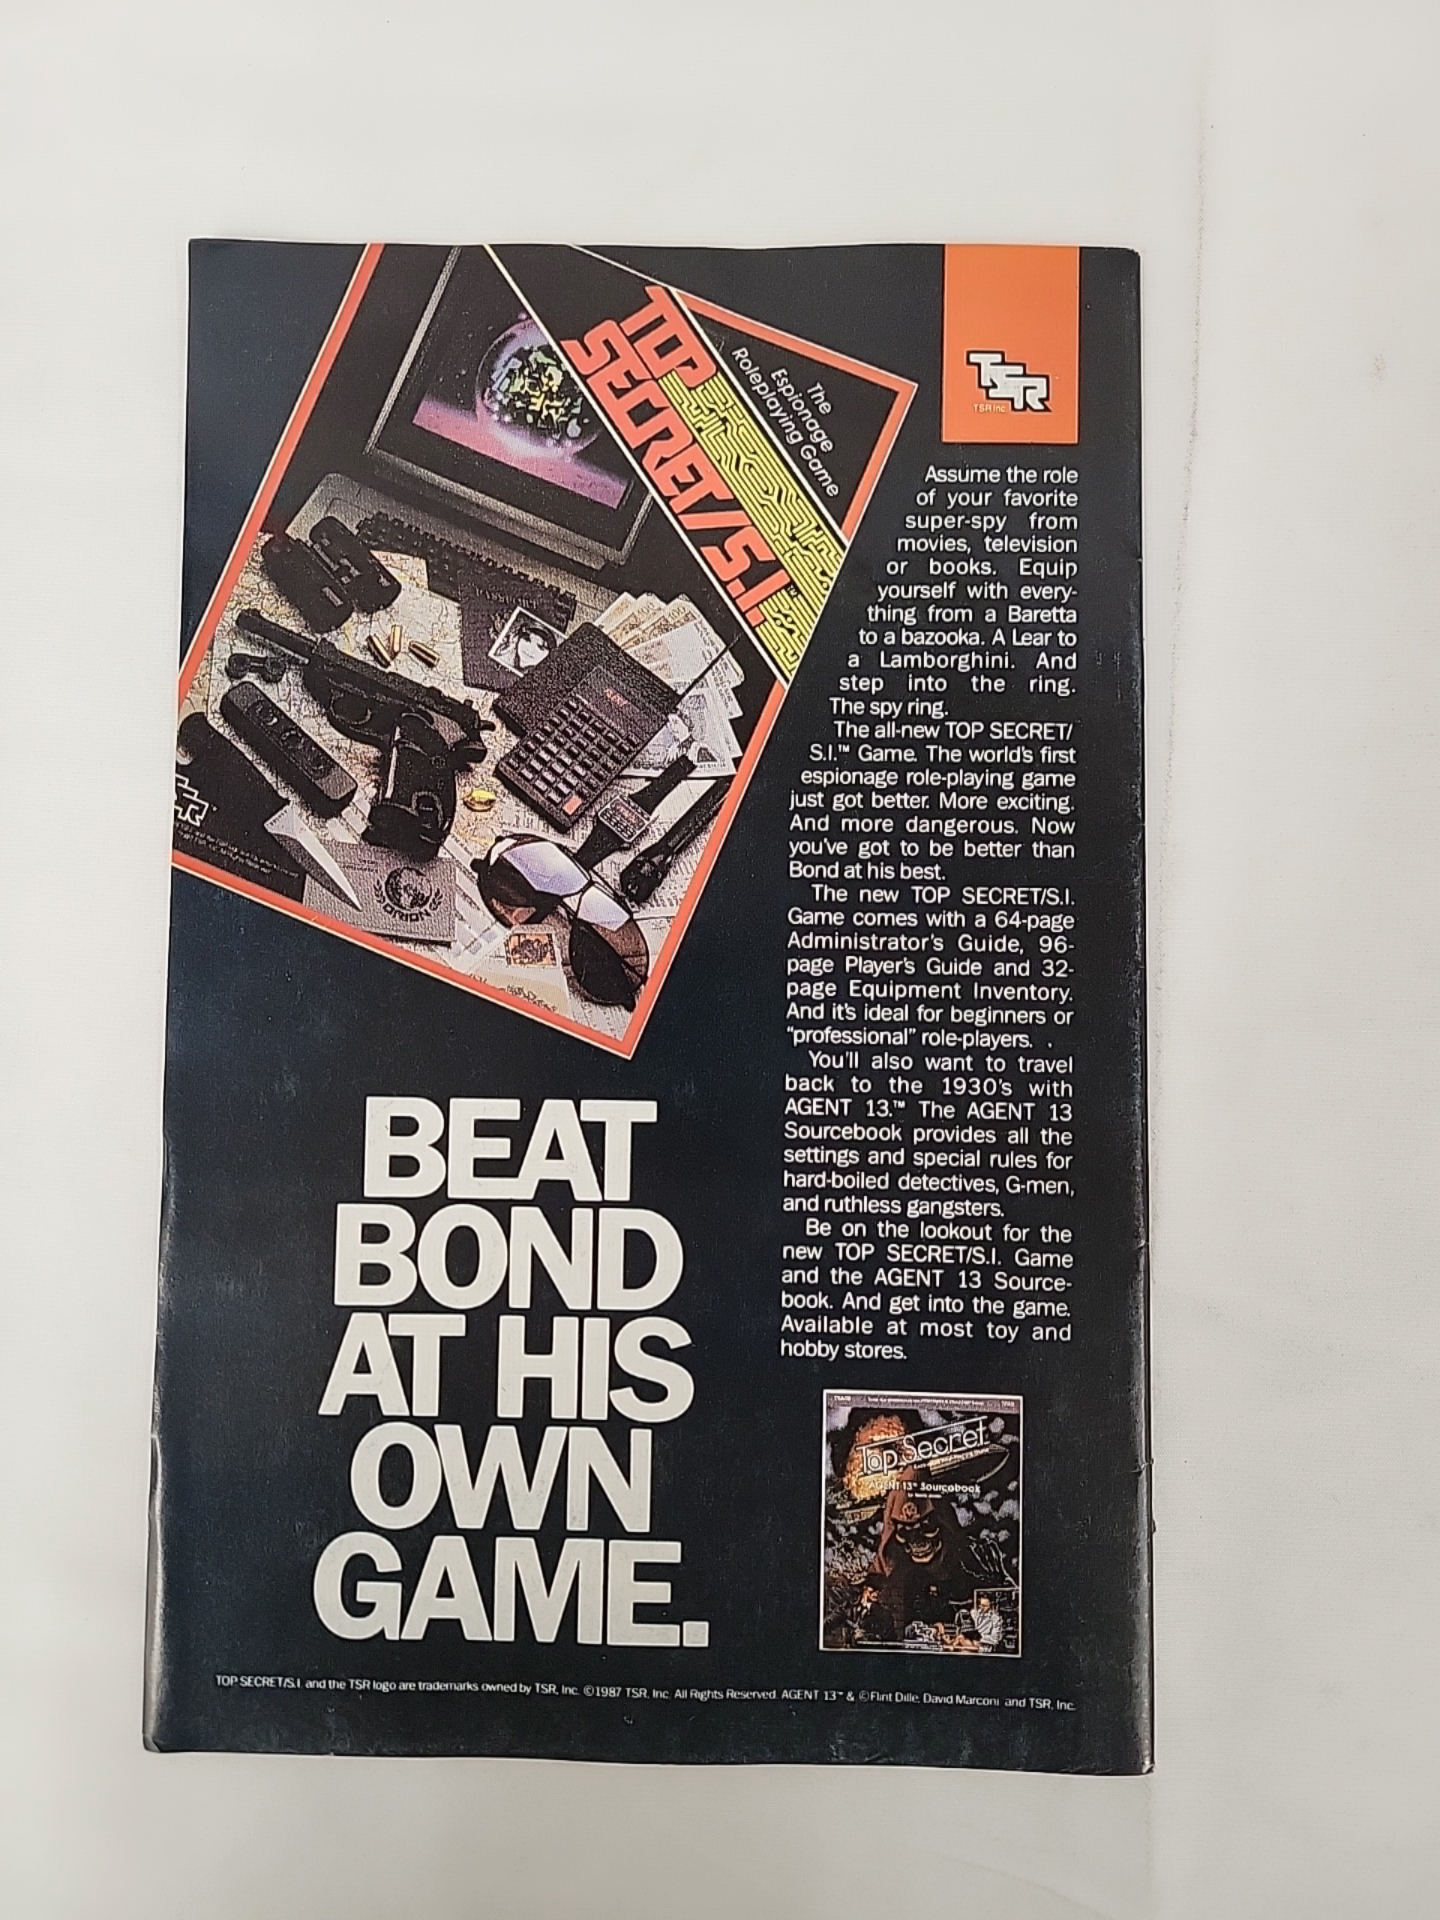 TOP
SECRET/S.I.™
The
Espionage
Roleplaying Game
TSR
TSR Inc.
ORION
Assume the role
of your favorite
super-spy from
movies, television
or books. Equip
yourself with every-
thing from a Baretta
to a bazooka. A Lear to
a Lamborghini. And
step into the ring.
The spy ring.
The all-new TOP SECRET/
S.I.™ Game. The world's first
espionage role-playing game
just got better. More exciting.
And more dangerous. Now
you've got to be better than
Bond at his best.
The new TOP SECRET/S.I.
Game comes with a 64-page
Administrator's Guide, 96-
page Player's Guide and 32-
page Equipment Inventory.
And it's ideal for beginners or
"professional" role-players.
You'll also want to travel
back to the 1930's with
AGENT 13.™ The AGENT 13
Sourcebook provides all the
settings and special rules for
hard-boiled detectives, G-men,
and ruthless gangsters.
Be on the lookout for the
new TOP SECRET/S.I. Game
and the AGENT 13 Source-
book. And get into the game.
Available at most toy and
hobby stores.
BEAT
BOND
AT HIS
OWN
GAME.
Top Secret
AGENT 13™ Sourcebook
TOP SECRET/S.I. and the TSR logo are trademarks owned by TSR, Inc. ©1987 TSR, Inc. All Rights Reserved. AGENT 13™ & © Flint Dille, David Marconi and TSR, Inc.